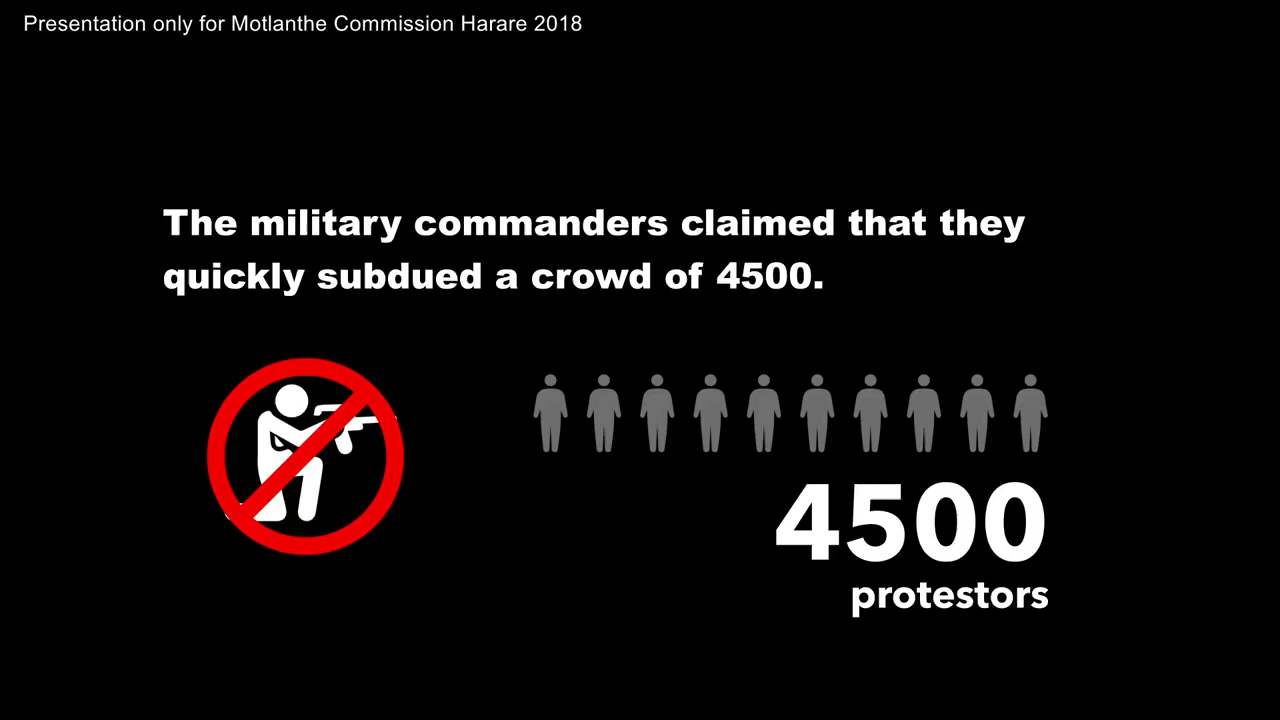 Presentation only for Motlanthe Commission Harare 2018
The military commanders claimed that they
quickly subdued a crowd of 4500.
4500
protestors